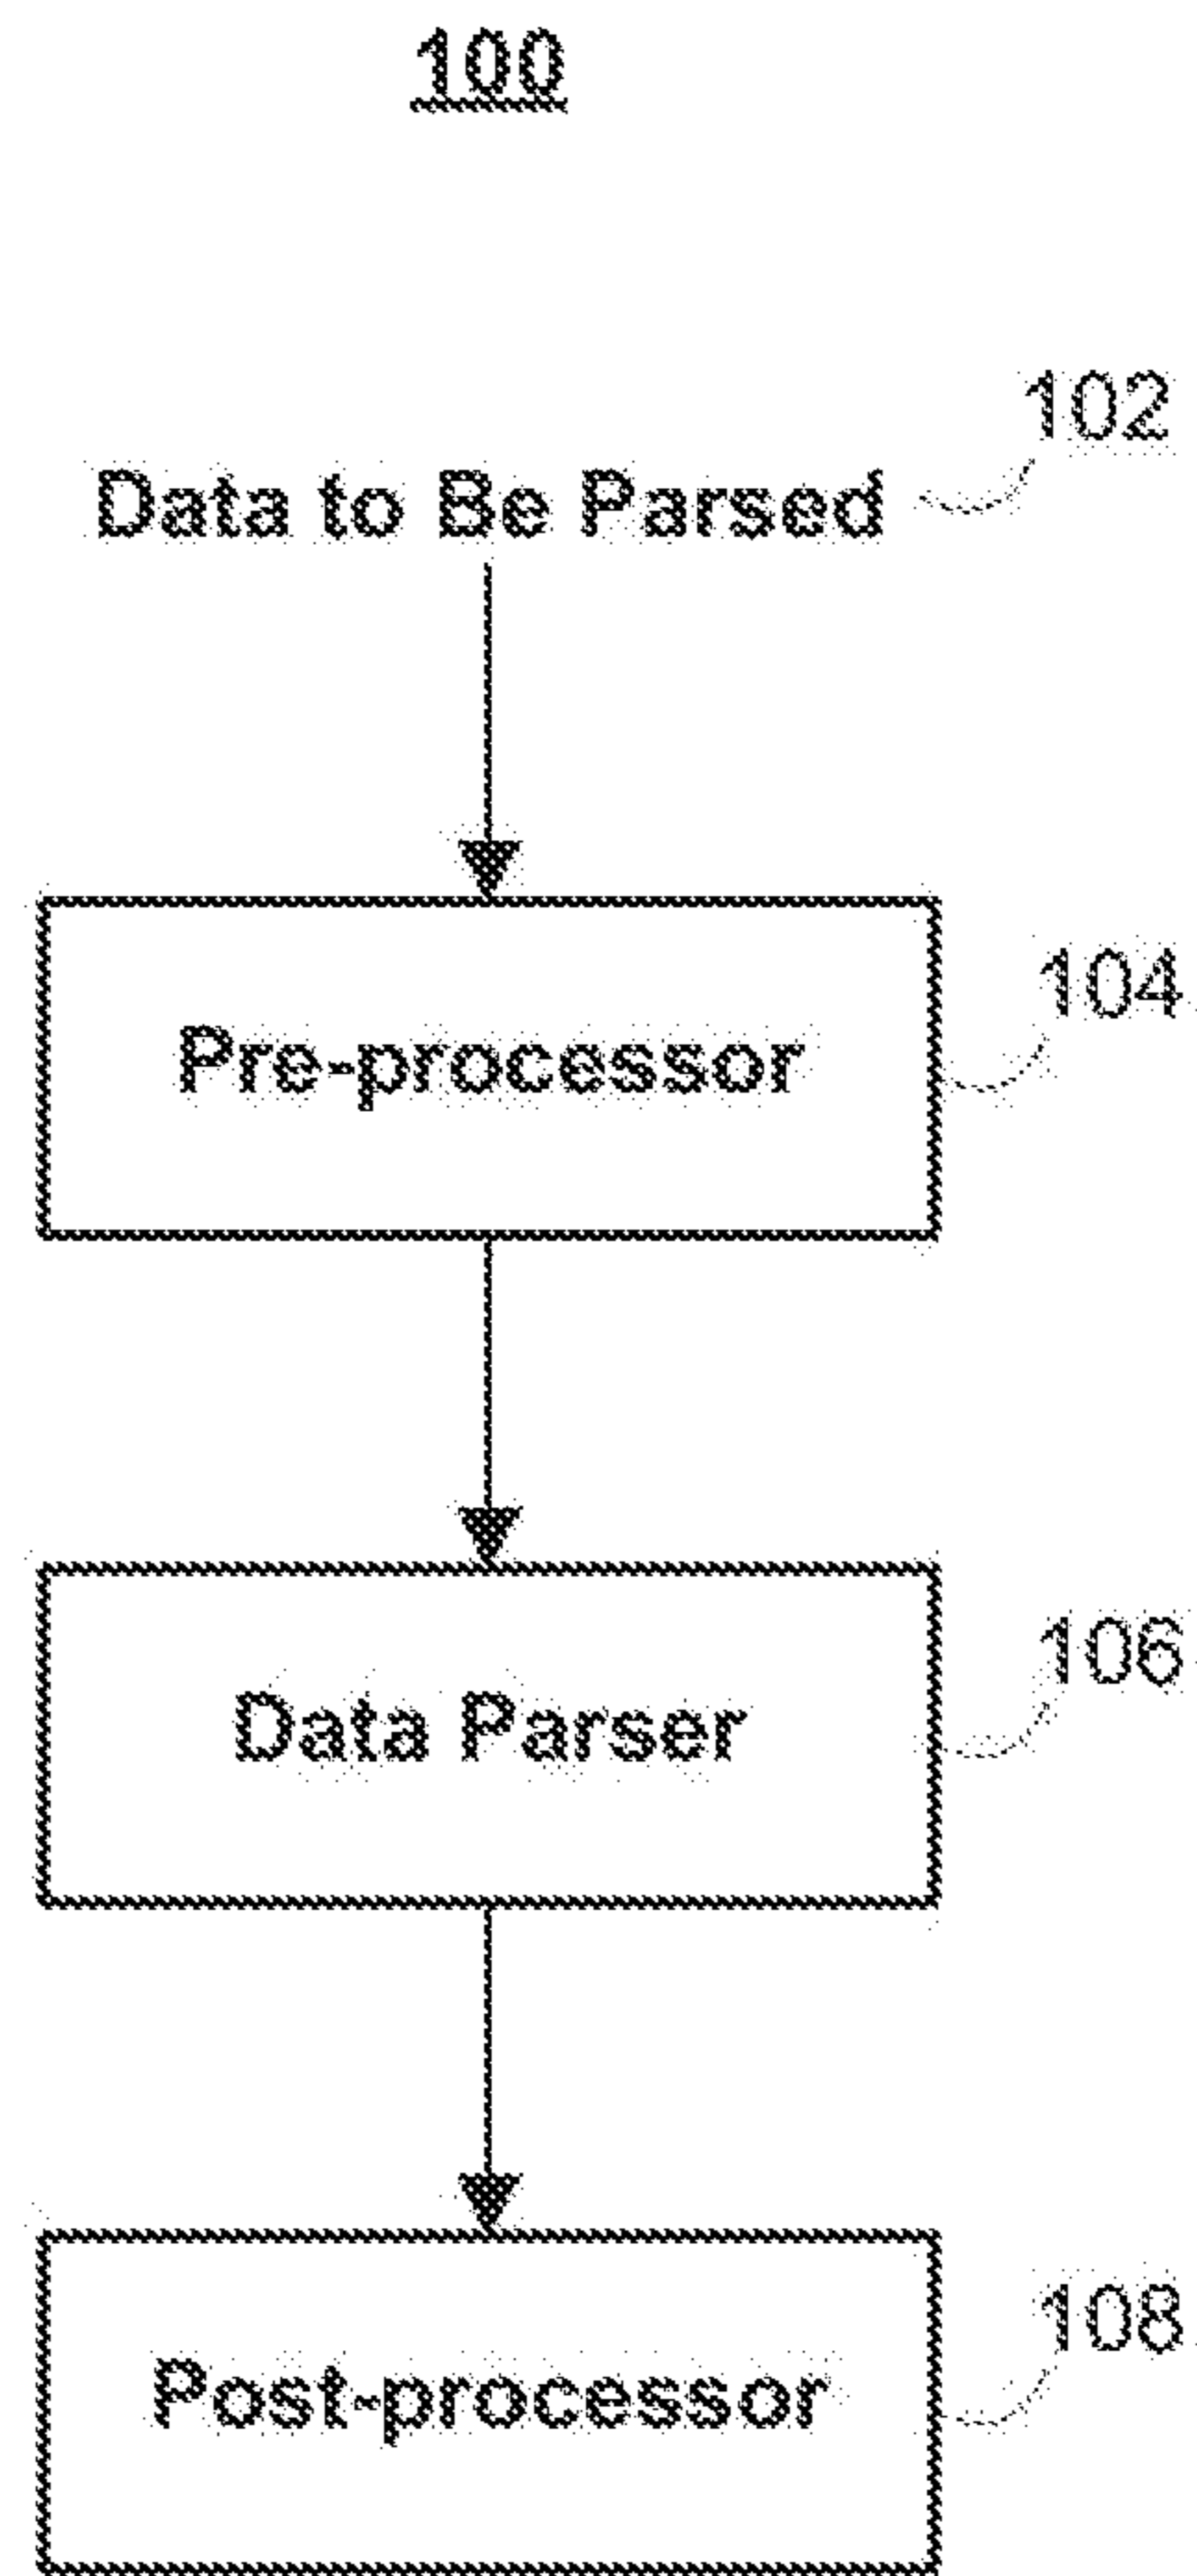 100
102
Data to Be Parsed
104
Pre-processor
106
Data Parser
108
Post-processor